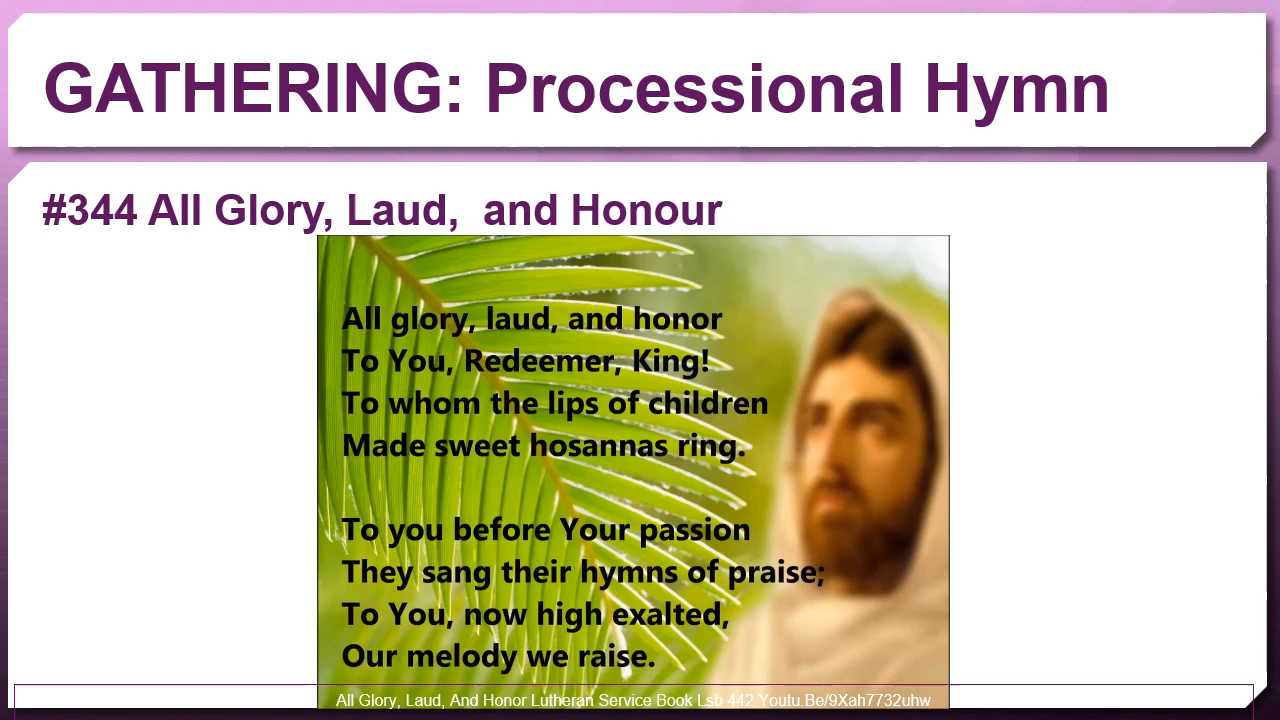 GATHERING: Processional Hymn
#344 All Glory, Laud,  and Honour
All glory, laud, and honor
To You, Redeemer, King!
To whom the lips of children
Made sweet hosannas ring.
To you before Your passion
They sang their hymns of praise;
To You, now high exalted,
Our melody we raise.
All Glory, Laud, And Honor Lutheran Service Book Lsb 442 Youtu.Be/9Xah7732uhw